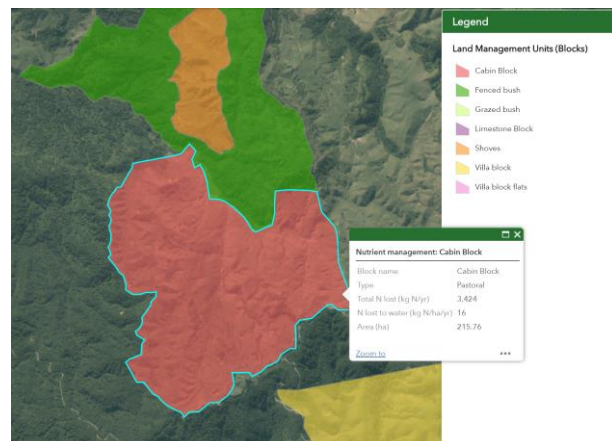 Legend
Land Management Units (Blocks)
Cabin Block
Fenced bush
Grazed bush
Limestone Block
Shoves
Villa block
Villa block flats
Nutrient management: Cabin Block
Block name Cabin Block
Type Pastoral
Total N lost (kg N/yr) 3,424
N lost to water (kg N/ha/yr) 16
Area (ha) 215.76
Zoom to